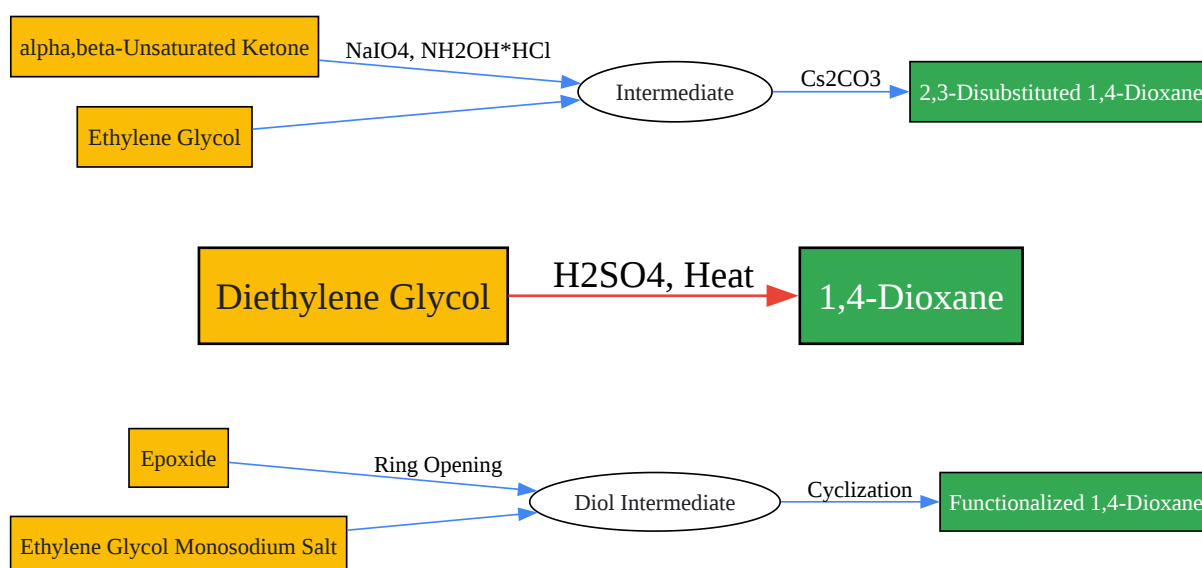 alpha,beta-Unsaturated Ketone
NaIO4, NH2OH*HCl
Ethylene Glycol
Intermediate
Cs2CO3
2,3-Disubstituted 1,4-Dioxane
Diethylene Glycol
H2SO4, Heat
1,4-Dioxane
Epoxide
Ring Opening
Ethylene Glycol Monosodium Salt
Diol Intermediate
Cyclization
Functionalized 1,4-Dioxane